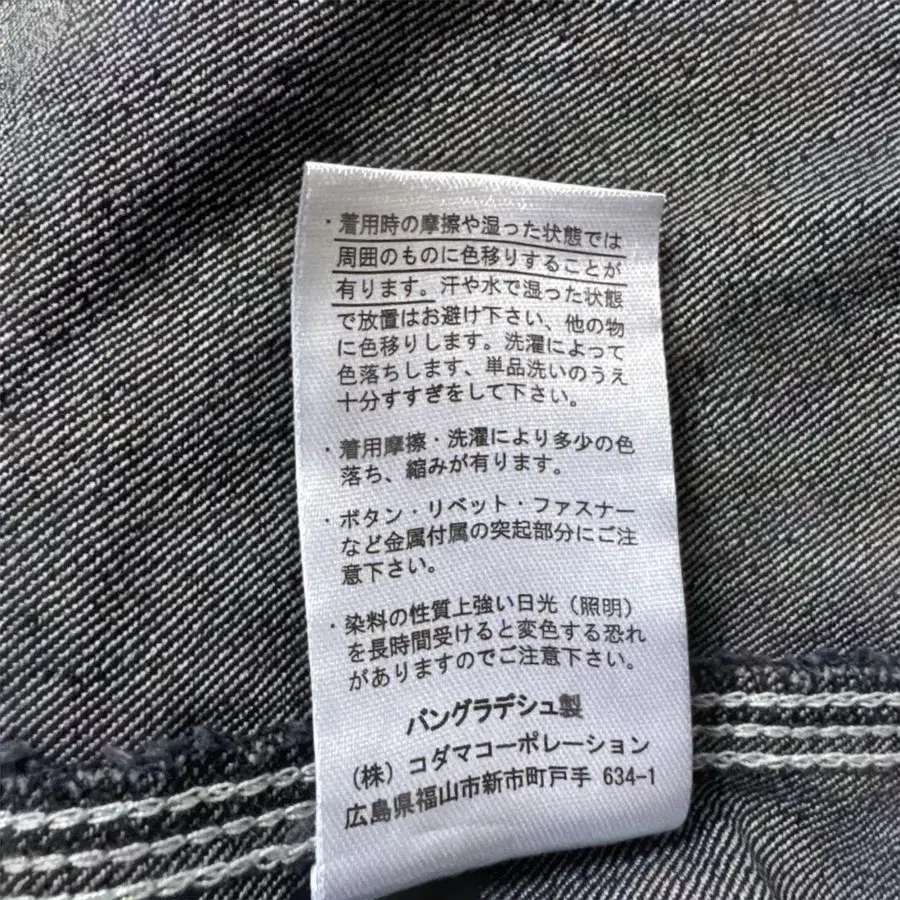 ・着用時の摩擦や湿った状態では
周囲のものに色移りすることが
有ります。汗や水で湿った状態
で放置はお避け下さい、他の物
に色移りします。洗濯によって
色落ちします、単品洗いのうえ
十分すすぎをして下さい。
・着用摩擦・洗濯により多少の色
落ち、縮みが有ります。
・ボタン・リベット・ファスナー
など金属付属の突起部分にご注
意下さい。
・染料の性質上強い日光（照明）
を長時間受けると変色する恐れ
がありますのでご注意下さい。
バングラデシュ製
（株）コダマコーポレーション
広島県福山市新市町戸手 634-1